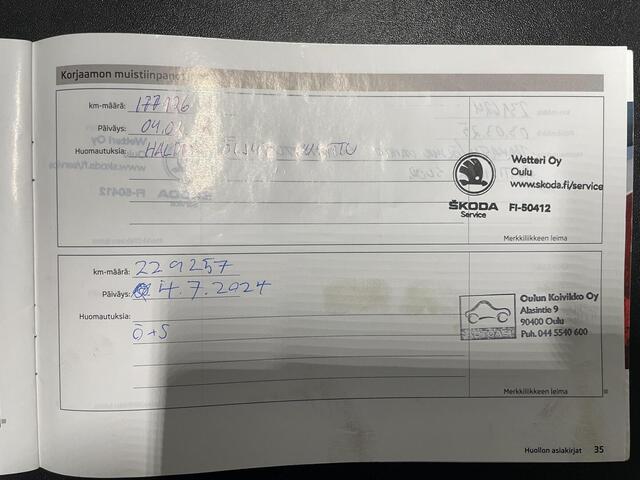 Korjaamon muistiinpanot
km-määrä: 177126
Päiväys: 04.0
Huomautuksia:
Wetteri Oy
Oulu
www.skoda.fi/service
ŠKODA
Service
FI-50412
Merkkiliikkeen leima
km-määrä: 229257
Päiväys: 4.7.2024
Huomautuksia:
Ö+S
Oulun Koivikko Oy
Alasintie 9
90400 Oulu
Puh. 044 5540 600
Merkkiliikkeen leima
Huollon asiakirjat 35